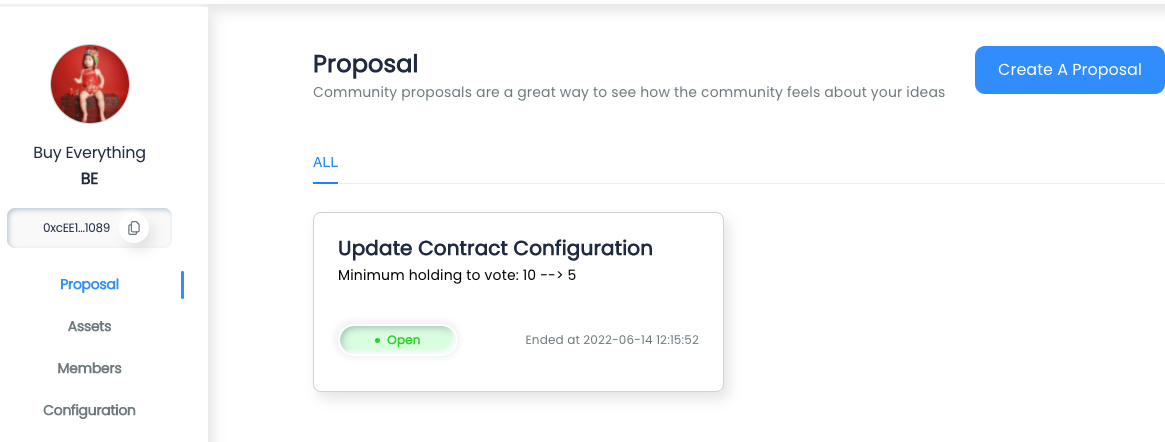 Buy Everything
BE
0xcEE1...1089
Proposal
Assets
Members
Configuration
Proposal
Community proposals are a great way to see how the community feels about your ideas
Create A Proposal
ALL
Update Contract Configuration
Minimum holding to vote: 10 --> 5
Open
Ended at 2022-06-14 12:15:52